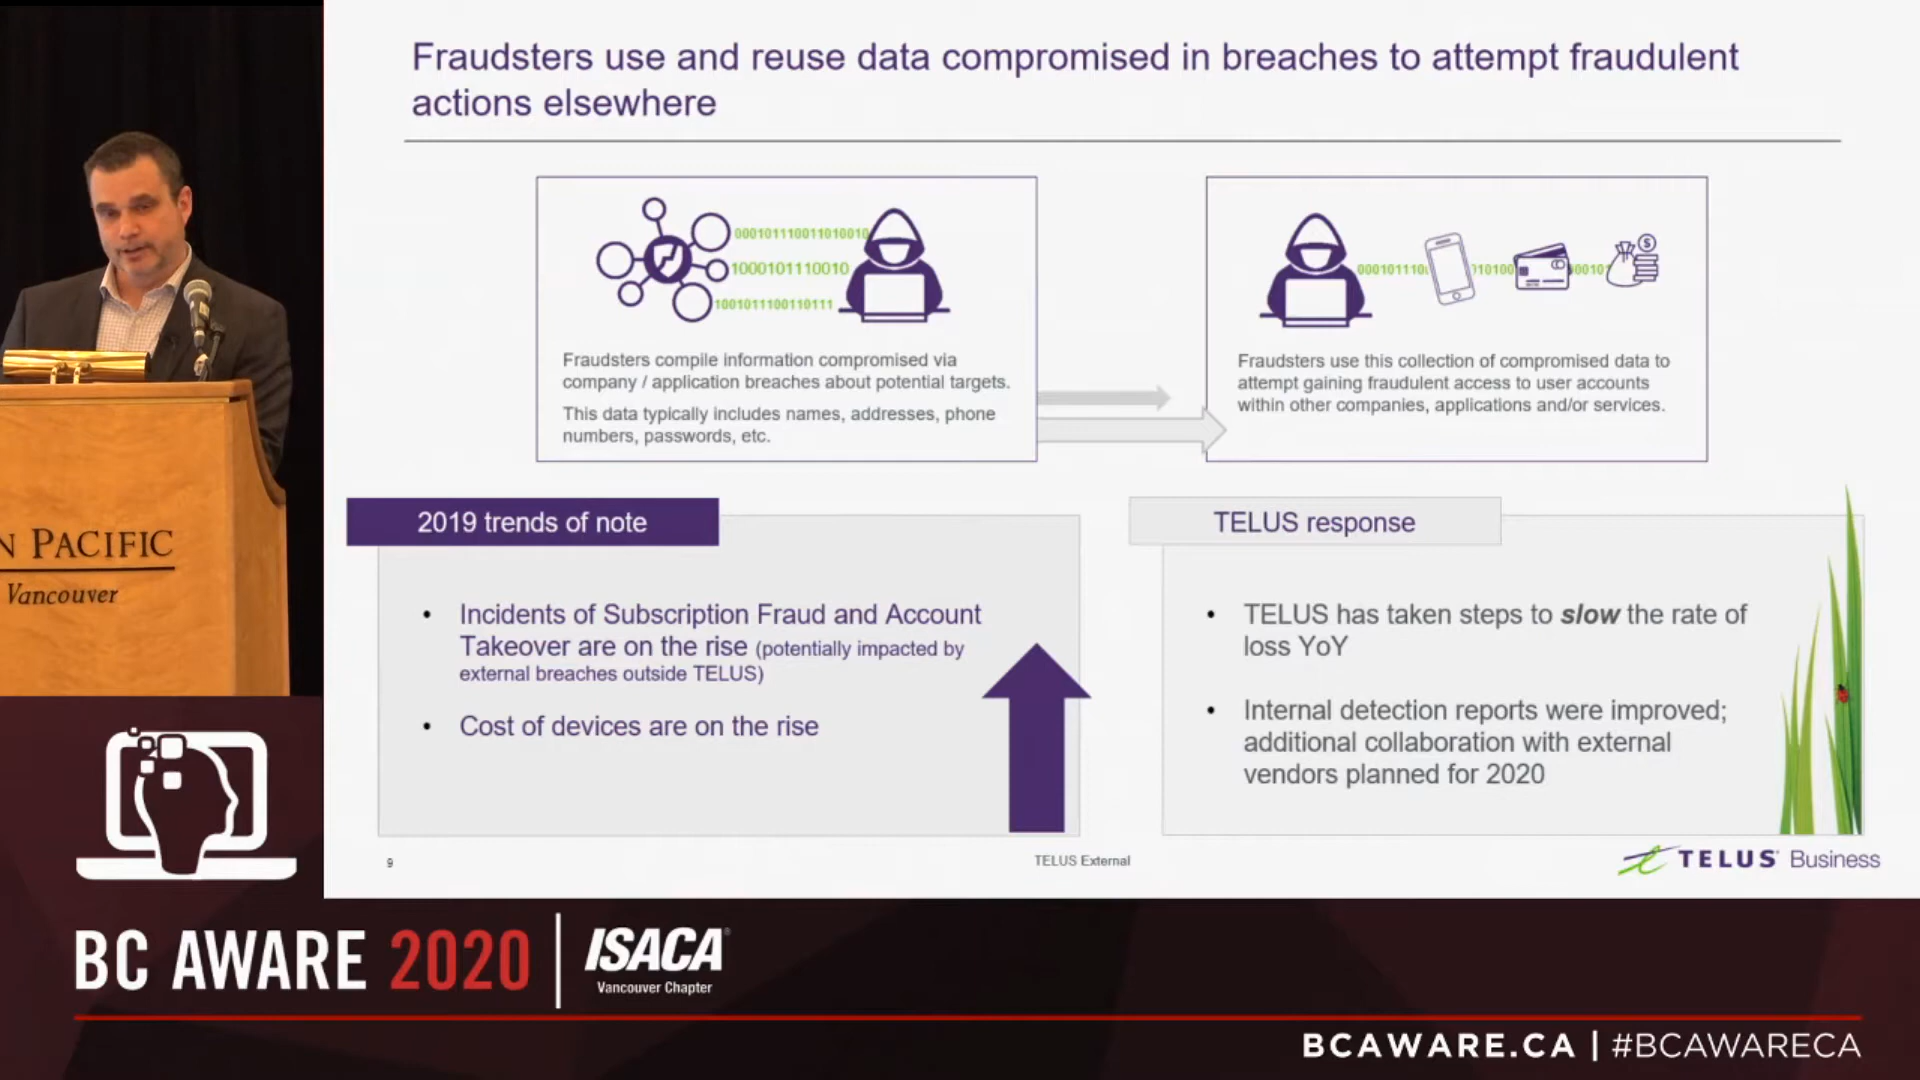 Fraudsters use and reuse data compromised in breaches to attempt fraudulent
actions elsewhere
000101110011010010
1000101110010
1001011100110111
Fraudsters compile information compromised via
company / application breaches about potential targets.
This data typically includes names, addresses, phone
numbers, passwords, etc.
Fraudsters use this collection of compromised data to
attempt gaining fraudulent access to user accounts
within other companies, applications and/or services.
2019 trends of note
• Incidents of Subscription Fraud and Account
Takeover are on the rise (potentially impacted by
external breaches outside TELUS)
• Cost of devices are on the rise
TELUS response
• TELUS has taken steps to slow the rate of
loss YoY
• Internal detection reports were improved;
additional collaboration with external
vendors planned for 2020
9
TELUS External
TELUS Business
N PACIFIC
Vancouver
BC AWARE 2020
ISACA
Vancouver Chapter
BCAWARE.CA | #BCAWARECA